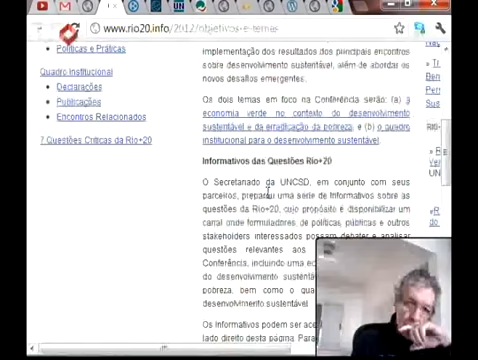 www.rio20.info/2012/objetivos-e-temas
Políticas e Práticas
Quadro Institucional
Declarações
Publicações
Encontros Relacionados
7 Questões Críticas da Rio+20
implementação dos resultados dos principais encontros
sobre desenvolvimento sustentável, além de abordar os
novos desafios emergentes.
Os dois temas em foco na Conferência serão: (a) a
economia verde no contexto do desenvolvimento
sustentável e da erradicação da pobreza, e (b) o quadro
institucional para o desenvolvimento sustentável.
Informativos das Questões Rio+20
O Secretariado da UNCSD, em conjunto com seus
parceiros, preparou uma série de Informativos sobre as
questões da Rio+20, cujo propósito é disponibilizar um
canal onde formuladores de políticas públicas e outros
stakeholders interessados possam debater e analisar
questões relevantes aos
Conferência, incluindo uma
do desenvolvimento
pobreza, bem como o
desenvolvimento sustentável
Os Informativos podem ser
lado direito desta página. Para
UN